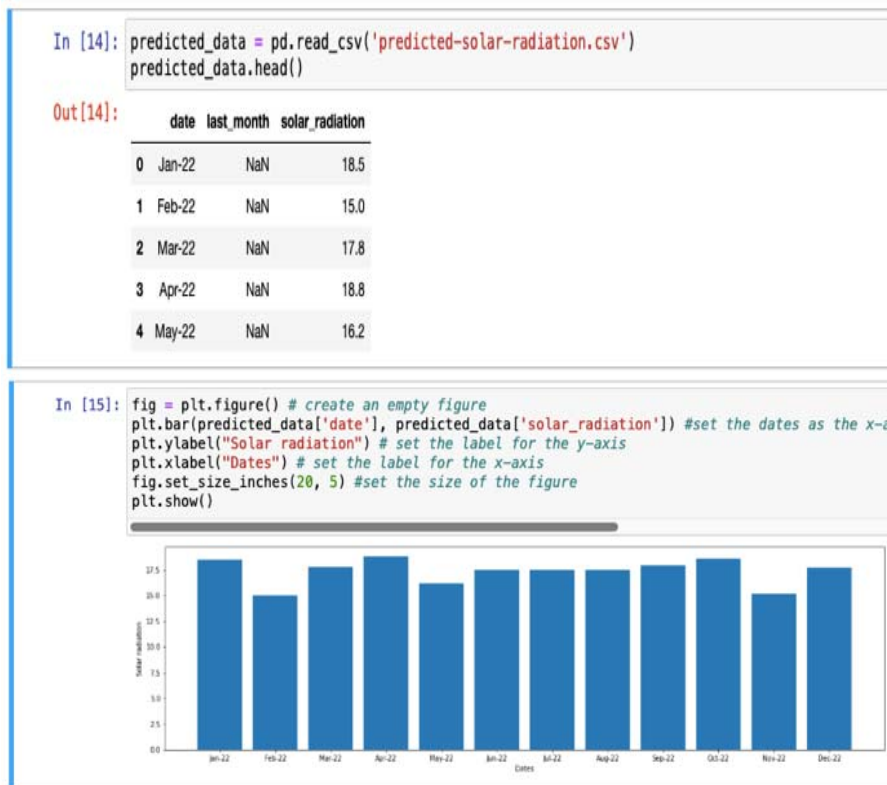 In [14]: predicted_data = pd.read_csv('predicted-solar-radiation.csv')
predicted_data.head()
Out[14]:
date last_month solar_radiation
0 Jan-22 NaN 18.5
1 Feb-22 NaN 15.0
2 Mar-22 NaN 17.8
3 Apr-22 NaN 18.8
4 May-22 NaN 16.2
In [15]: fig = plt.figure() # create an empty figure
plt.bar(predicted_data['date'], predicted_data['solar_radiation']) #set the dates as the x-a
plt.ylabel("Solar radiation") # set the label for the y-axis
plt.xlabel("Dates") # set the label for the x-axis
fig.set_size_inches(20, 5) #set the size of the figure
plt.show()
Solar radiation
17.5
15.0
12.5
10.0
7.5
5.0
2.5
0.0
Jan-22 Feb-22 Mar-22 Apr-22 May-22 Jun-22 Jul-22 Aug-22 Sep-22 Oct-22 Nov-22 Dec-22
Dates